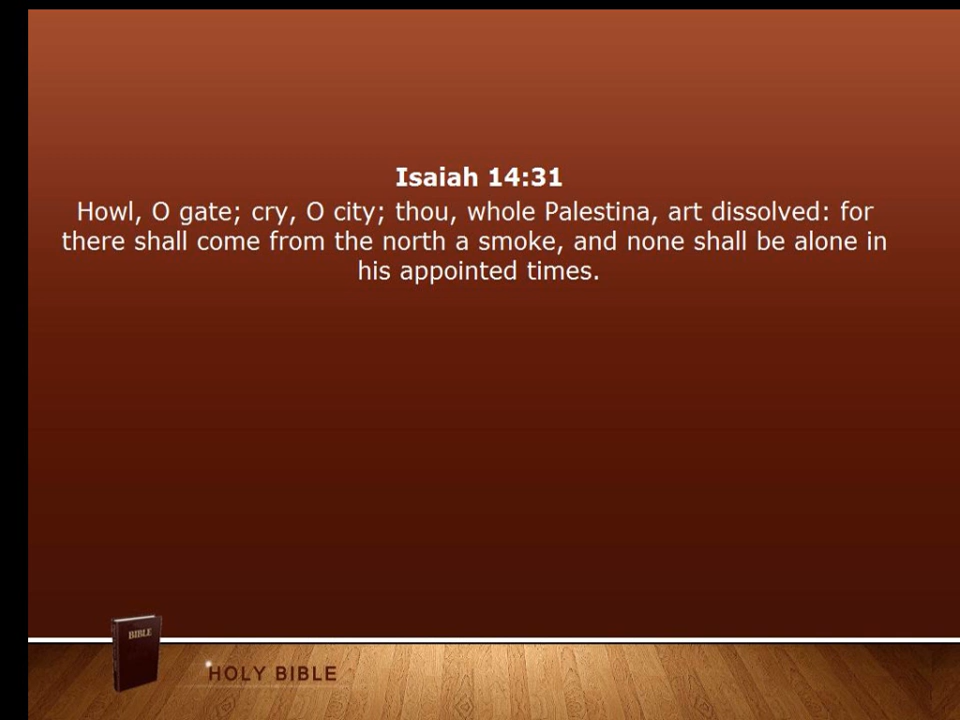 Isaiah 14:31
Howl, O gate; cry, O city; thou, whole Palestina, art dissolved: for
there shall come from the north a smoke, and none shall be alone in
his appointed times.
BIBLE
HOLY BIBLE